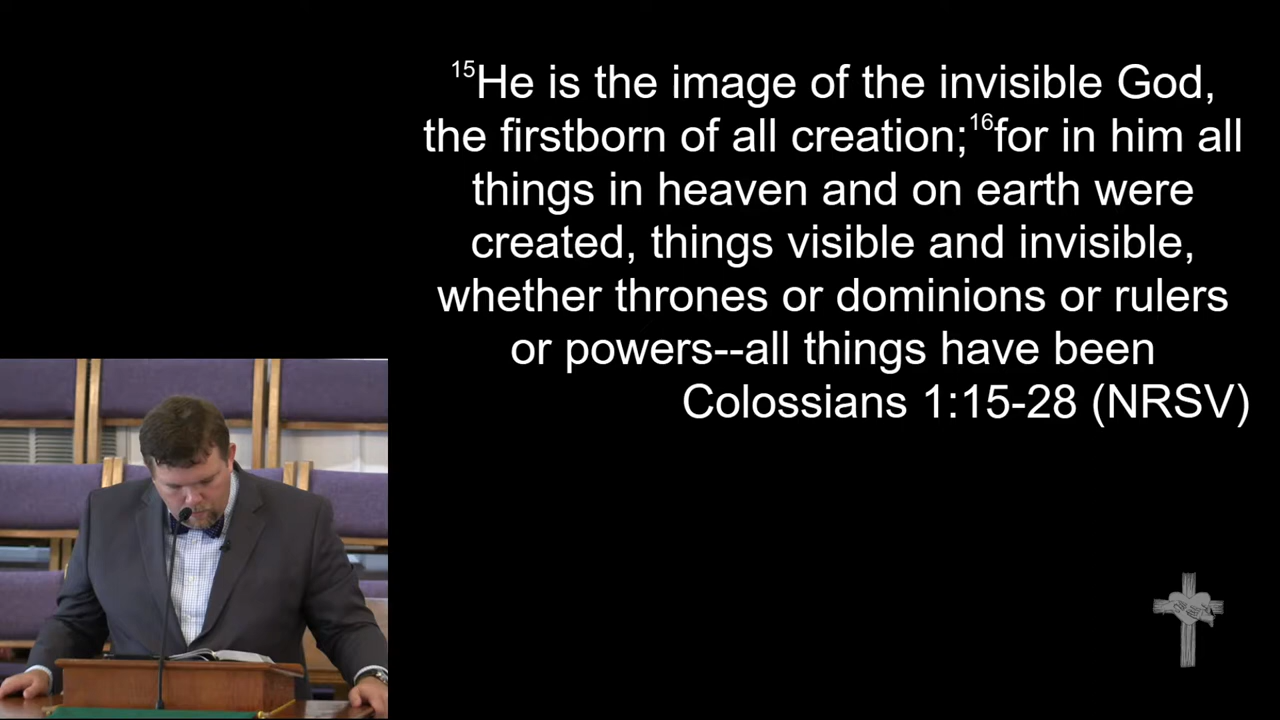 15He is the image of the invisible God,
the firstborn of all creation;16for in him all
things in heaven and on earth were
created, things visible and invisible,
whether thrones or dominions or rulers
or powers--all things have been
Colossians 1:15-28 (NRSV)